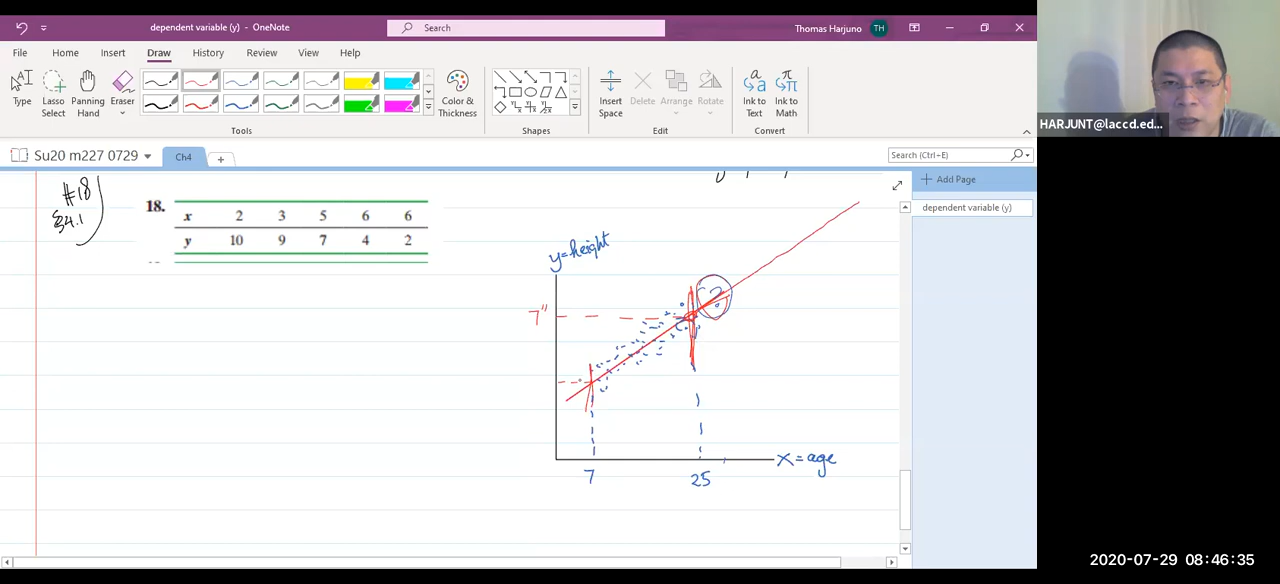 dependent variable (y) - OneNote
Search
Thomas Harjuno
TH
File Home Insert Draw History Review View Help
Type
Lasso Select
Panning Hand
Eraser
Color & Thickness
Insert Space
Delete
Arrange
Rotate
Ink to Text
Ink to Math
Tools
Shapes
Edit
Convert
HARJUNT@laccd.ed...
Su20 m227 0729
Ch4
Search (Ctrl+E)
Add Page
dependent variable (y)
#18
§4.1
18.
x 2 3 5 6 6
y 10 9 7 4 2
y=height
7"
?
x=age
7
25
2020-07-29 08:46:35